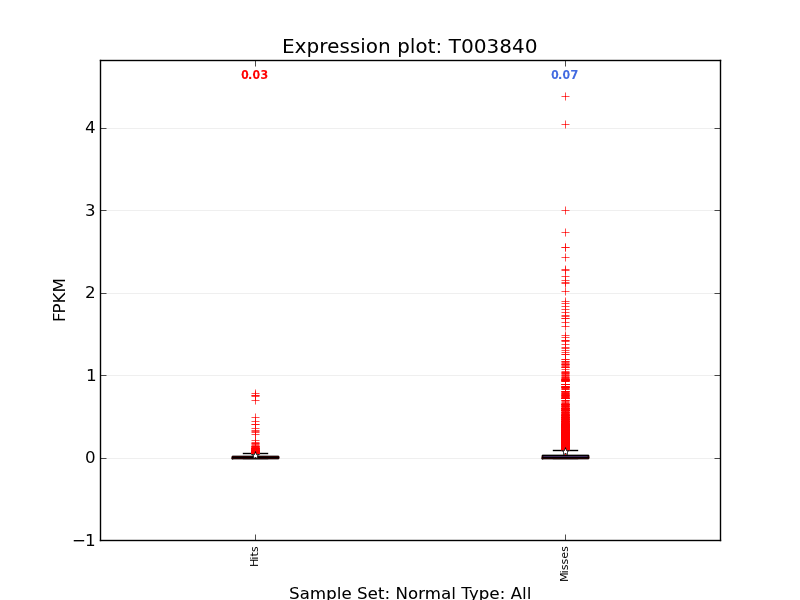 Expression plot: T003840
0.03 0.07
4
3
2
1
0
−1
FPKM
Hits
Misses
Sample Set: Normal Type: All